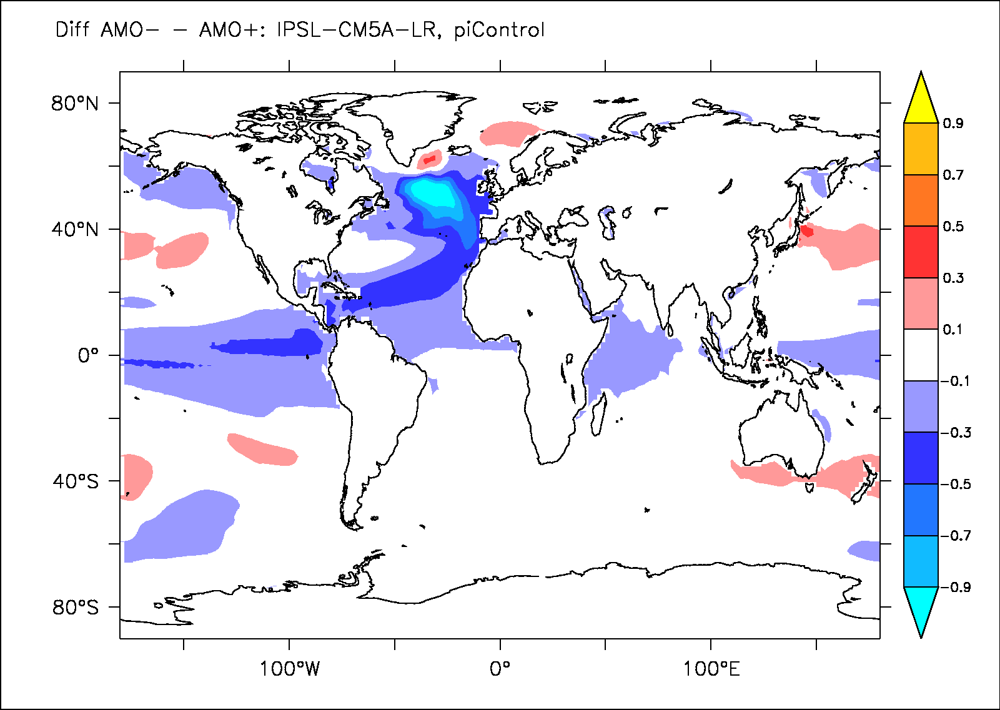 Diff AMO- - AMO+: IPSL-CM5A-LR, piControl
80°N
40°N
0°
40°S
80°S
100°W
0°
100°E
0.9
0.7
0.5
0.3
0.1
-0.1
-0.3
-0.5
-0.7
-0.9